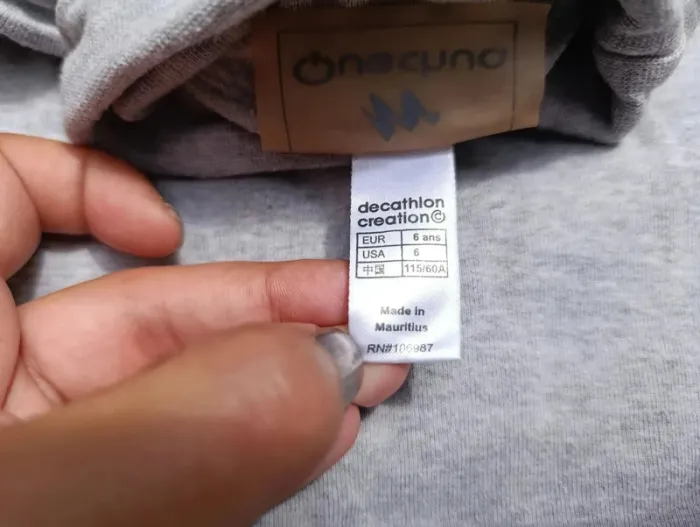 decathlon
creation©
EUR 6 ans
USA 6
中国 115/60A
Made in
Mauritius
RN#106987